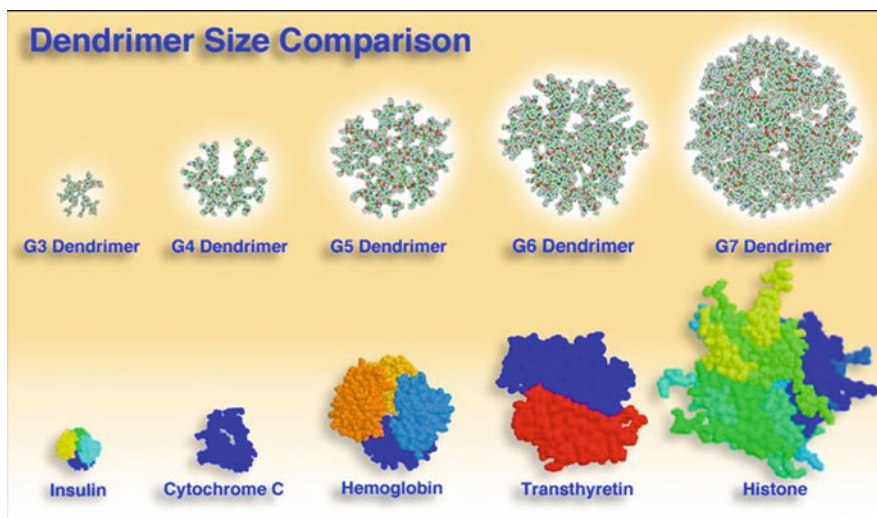 Dendrimer Size Comparison
G3 Dendrimer G4 Dendrimer G5 Dendrimer G6 Dendrimer G7 Dendrimer
Insulin Cytochrome C Hemoglobin Transthyretin Histone